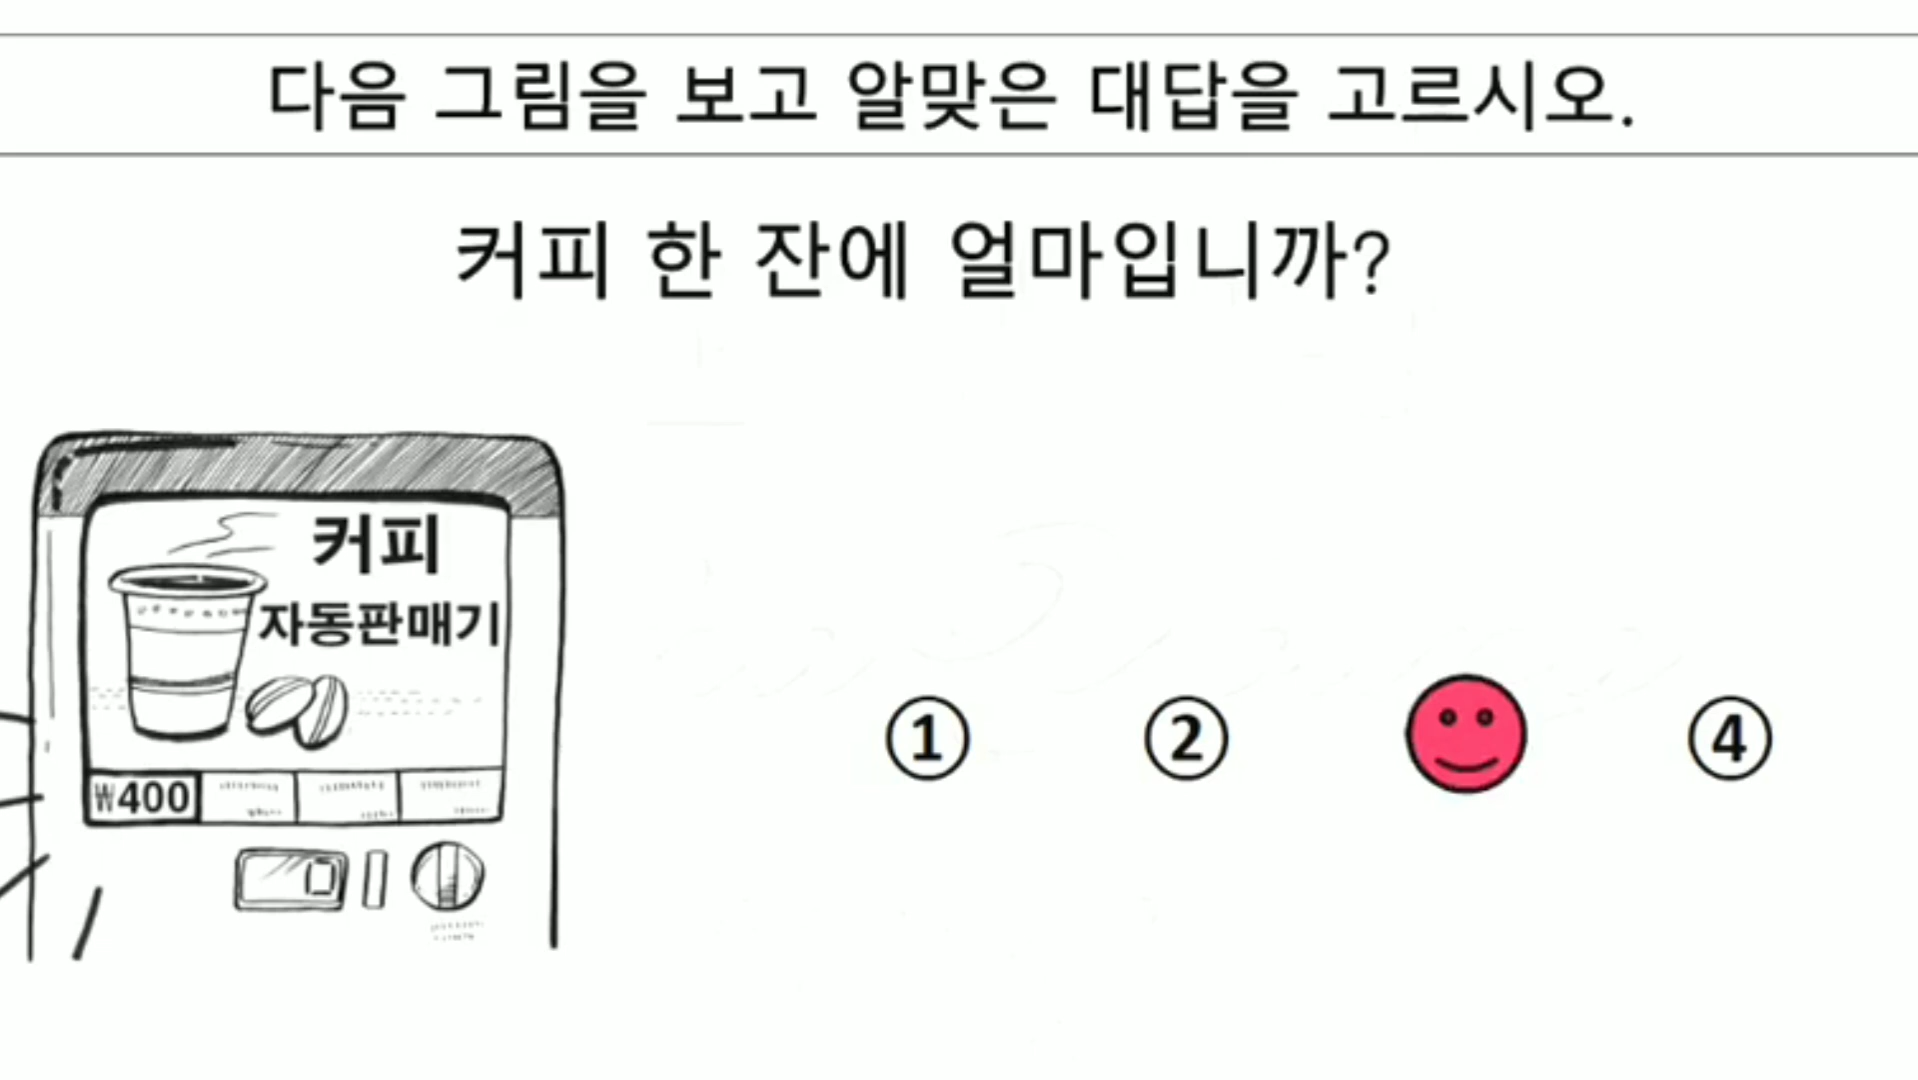 다음 그림을 보고 알맞은 대답을 고르시오.
커피 한 잔에 얼마입니까?
커피
자동판매기
₩400
① ② ④